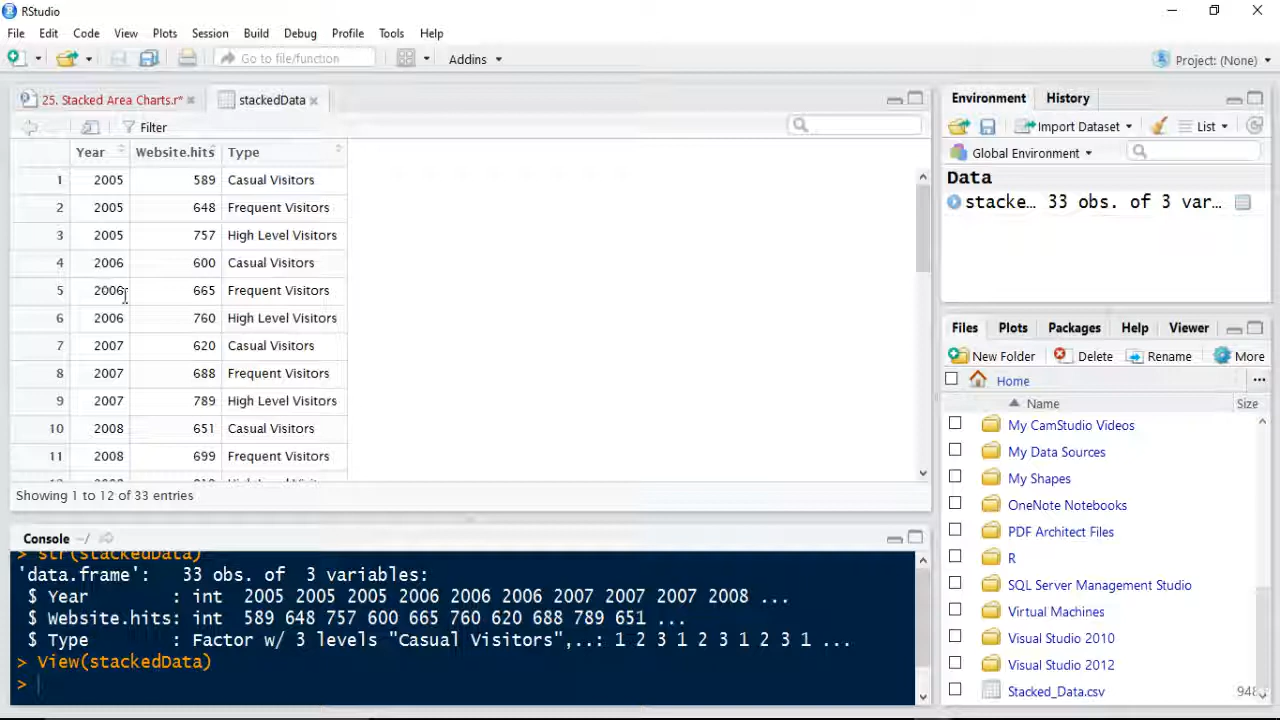 RStudio
File Edit Code View Plots Session Build Debug Profile Tools Help
Go to file/function Addins Project: (None)
25. Stacked Area Charts.r* stackedData
Filter
Year Website.hits Type
1 2005 589 Casual Visitors
2 2005 648 Frequent Visitors
3 2005 757 High Level Visitors
4 2006 600 Casual Visitors
5 2006 665 Frequent Visitors
6 2006 760 High Level Visitors
7 2007 620 Casual Visitors
8 2007 688 Frequent Visitors
9 2007 789 High Level Visitors
10 2008 651 Casual Visitors
11 2008 699 Frequent Visitors
Showing 1 to 12 of 33 entries
Console ~/
> str(stackedData)
'data.frame': 33 obs. of 3 variables:
$ Year : int 2005 2005 2005 2006 2006 2006 2007 2007 2007 2008 ...
$ Website.hits: int 589 648 757 600 665 760 620 688 789 651 ...
$ Type : Factor w/ 3 levels "Casual Visitors",..: 1 2 3 1 2 3 1 2 3 1 ...
> View(stackedData)
>
Environment History
Import Dataset List
Global Environment
Data
stacke… 33 obs. of 3 var…
Files Plots Packages Help Viewer
New Folder Delete Rename More
Home ...
Name Size
My CamStudio Videos
My Data Sources
My Shapes
OneNote Notebooks
PDF Architect Files
R
SQL Server Management Studio
Virtual Machines
Visual Studio 2010
Visual Studio 2012
Stacked_Data.csv